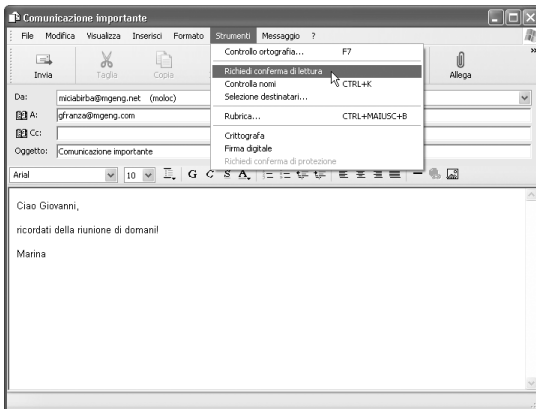 Comunicazione importante
File Modifica Visualizza Inserisci Formato Strumenti Messaggio ?
Controllo ortografia... F7
Richiedi conferma di lettura
Controlla nomi CTRL+K
Selezione destinatari...
Rubrica... CTRL+MAIUSC+B
Crittografa
Firma digitale
Richiedi conferma di protezione
Invia Taglia Copia Allega
Da: miciabirba@mgeng.net (moloc)
A: gfranza@mgeng.com
Cc:
Oggetto: Comunicazione importante
Arial 10 G C S A
Ciao Giovanni,
ricordati della riunione di domani!
Marina